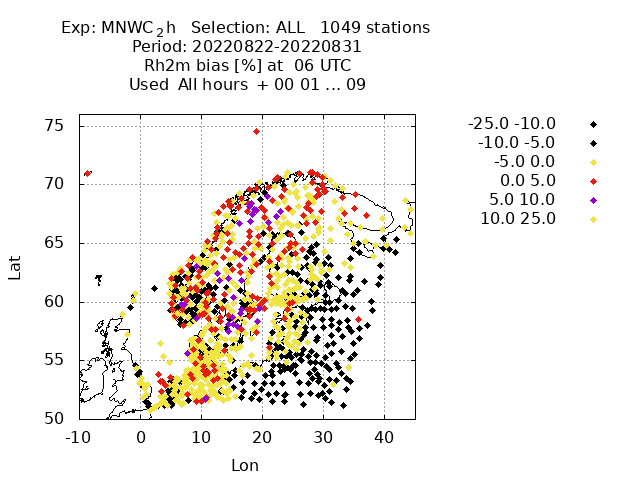 Exp: MNWC2h   Selection: ALL   1049 stations
Period: 20220822-20220831
Rh2m bias [%] at  06 UTC
Used  All hours  + 00 01 ... 09
-25.0 -10.0
-10.0 -5.0
-5.0 0.0
0.0 5.0
5.0 10.0
10.0 25.0
75
70
65
60
55
50
Lat
-10 0 10 20 30 40
Lon